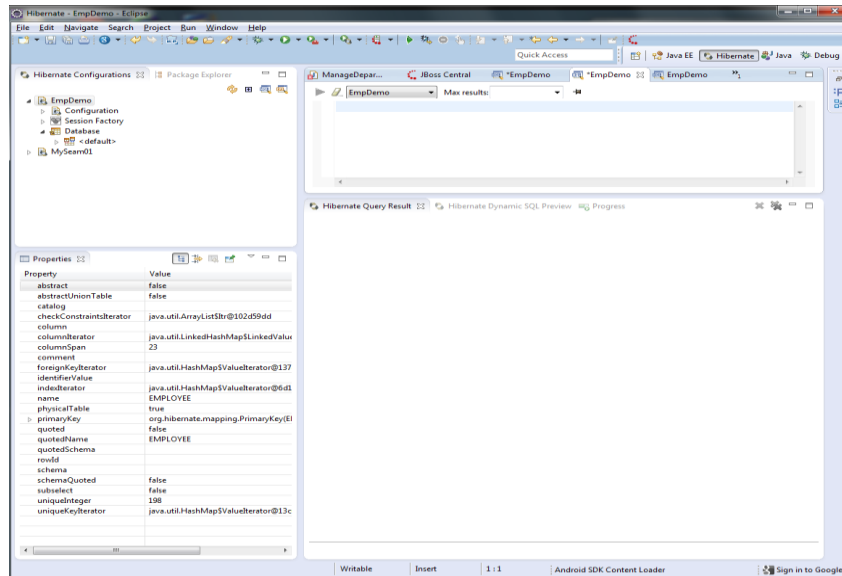 Hibernate - EmpDemo - Eclipse
File Edit Navigate Search Project Run Window Help
Quick Access
Java EE Hibernate Java Debug
Hibernate Configurations Package Explorer
EmpDemo
Configuration
Session Factory
Database
<default>
MySeam01
ManageDepar... JBoss Central *EmpDemo *EmpDemo EmpDemo »1
EmpDemo Max results:
Hibernate Query Result Hibernate Dynamic SQL Preview Progress
Properties
Property Value
abstract false
abstractUnionTable false
catalog
checkConstraintsIterator java.util.ArrayList$Itr@102d59dd
column
columnIterator java.util.LinkedHashMap$LinkedValue
columnSpan 23
comment
foreignKeyIterator java.util.HashMap$ValueIterator@137
identifierValue
indexIterator java.util.HashMap$ValueIterator@6d1
name EMPLOYEE
physicalTable true
primaryKey org.hibernate.mapping.PrimaryKey(El
quoted false
quotedName EMPLOYEE
quotedSchema
rowId
schema
schemaQuoted false
subselect false
uniqueInteger 198
uniqueKeyIterator java.util.HashMap$ValueIterator@13c
Writable Insert 1 : 1 Android SDK Content Loader Sign in to Google